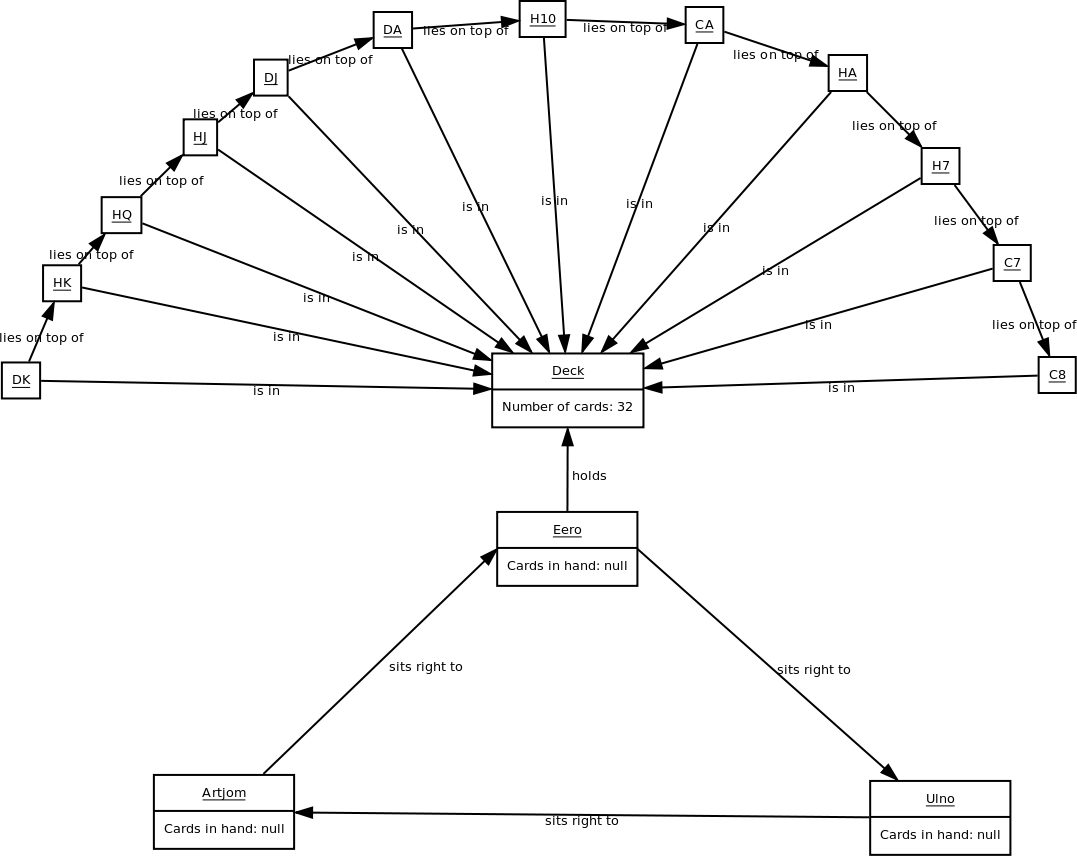 H10
CA
DA
lies on top of
lies on top of
lies on top of
lies on top of
HA
DJ
lies on top of
lies on top of
HJ
H7
lies on top of
is in
is in
is in
is in
lies on top of
HQ
is in
is in
lies on top of
is in
is in
C7
HK
is in
is in
lies on top of
is in
lies on top of
DK
Deck
C8
is in
is in
Number of cards: 32
holds
Eero
Cards in hand: null
sits right to
sits right to
Artjom
Cards in hand: null
Ulno
Cards in hand: null
sits right to